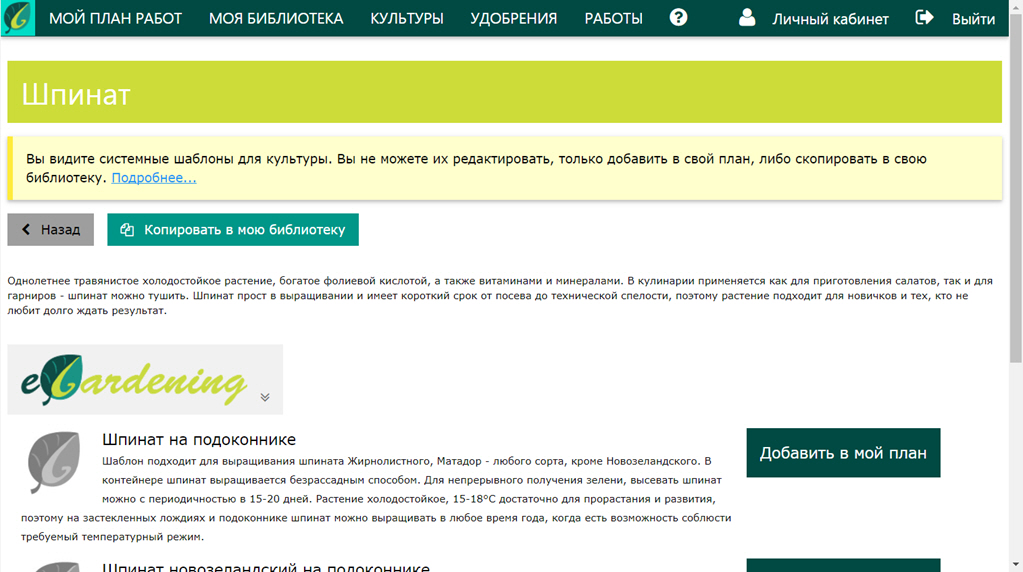 МОЙ ПЛАН РАБОТ МОЯ БИБЛИОТЕКА КУЛЬТУРЫ УДОБРЕНИЯ РАБОТЫ ? Личный кабинет Выйти
Шпинат
Вы видите системные шаблоны для культуры. Вы не можете их редактировать, только добавить в свой план, либо скопировать в свою
библиотеку. Подробнее...
Назад Копировать в мою библиотеку
Однолетнее травянистое холодостойкое растение, богатое фолиевой кислотой, а также витаминами и минералами. В кулинарии применяется как для приготовления салатов, так и для
гарниров - шпинат можно тушить. Шпинат прост в выращивании и имеет короткий срок от посева до технической спелости, поэтому растение подходит для новичков и тех, кто не
любит долго ждать результат.
eGardening
Шпинат на подоконнике
Добавить в мой план
Шаблон подходит для выращивания шпината Жирнолистного, Матадор - любого сорта, кроме Новозеландского. В
контейнере шпинат выращивается безрассадным способом. Для непрерывного получения зелени, высевать шпинат
можно с периодичностью в 15-20 дней. Растение холодостойкое, 15-18°С достаточно для прорастания и развития,
поэтому на застекленных лождиях и подоконнике шпинат можно выращивать в любое время года, когда есть возможность соблюсти
требуемый температурный режим.
Шпинат новозеландский на подоконнике